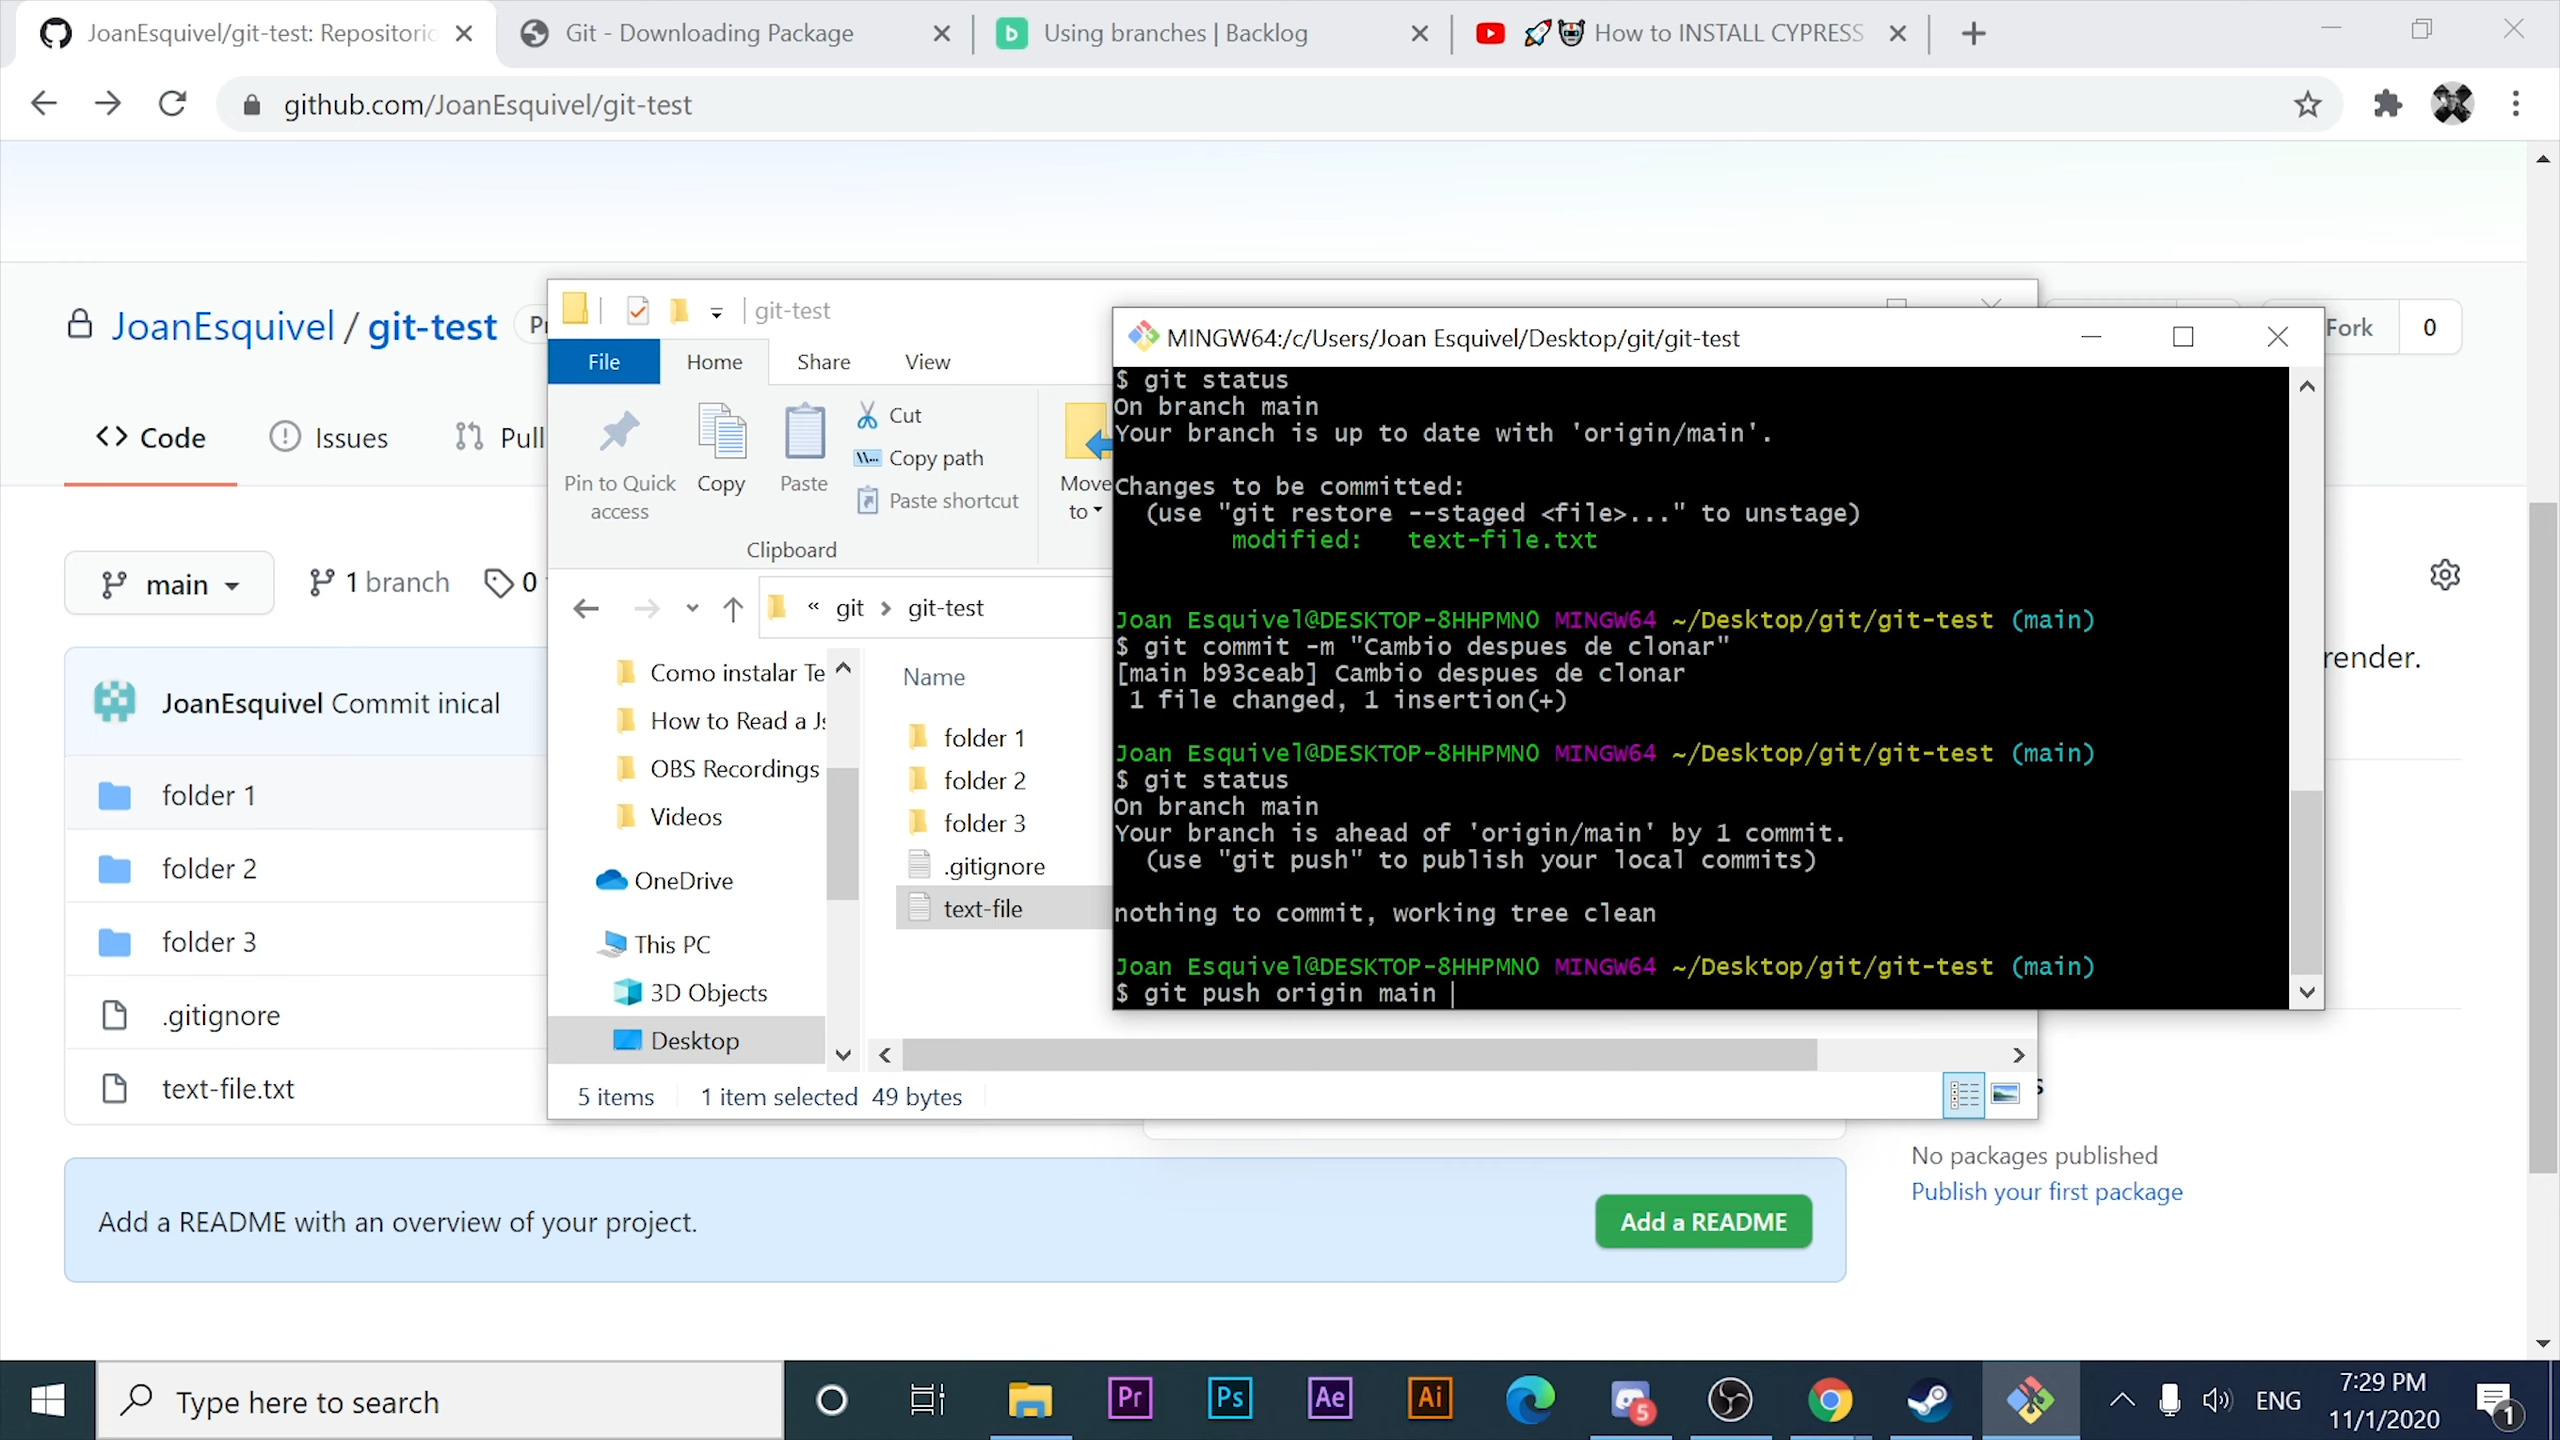 JoanEsquivel/git-test: Repositorio
Git - Downloading Package
Using branches | Backlog
How to INSTALL CYPRESS
github.com/JoanEsquivel/git-test
JoanEsquivel / git-test
Fork 0
Code
Issues
Pull
main
1 branch
0
render.
JoanEsquivel Commit inical
folder 1
folder 2
folder 3
.gitignore
text-file.txt
Add a README with an overview of your project.
Add a README
No packages published
Publish your first package
git-test
File
Home
Share
View
Pin to Quick access
Copy
Paste
Cut
Copy path
Paste shortcut
Clipboard
Move to
« git > git-test
Como instalar Te
How to Read a Js
OBS Recordings
Videos
OneDrive
This PC
3D Objects
Desktop
Name
folder 1
folder 2
folder 3
.gitignore
text-file
5 items
1 item selected 49 bytes
MINGW64:/c/Users/Joan Esquivel/Desktop/git/git-test
$ git status
On branch main
Your branch is up to date with 'origin/main'.
Changes to be committed:
(use "git restore --staged <file>..." to unstage)
modified: text-file.txt
Joan Esquivel@DESKTOP-8HHPMN0 MINGW64 ~/Desktop/git/git-test (main)
$ git commit -m "Cambio despues de clonar"
[main b93ceab] Cambio despues de clonar
1 file changed, 1 insertion(+)
Joan Esquivel@DESKTOP-8HHPMN0 MINGW64 ~/Desktop/git/git-test (main)
$ git status
On branch main
Your branch is ahead of 'origin/main' by 1 commit.
(use "git push" to publish your local commits)
nothing to commit, working tree clean
Joan Esquivel@DESKTOP-8HHPMN0 MINGW64 ~/Desktop/git/git-test (main)
$ git push origin main
Type here to search
Pr
Ps
Ae
Ai
5
ENG
7:29 PM
11/1/2020
1